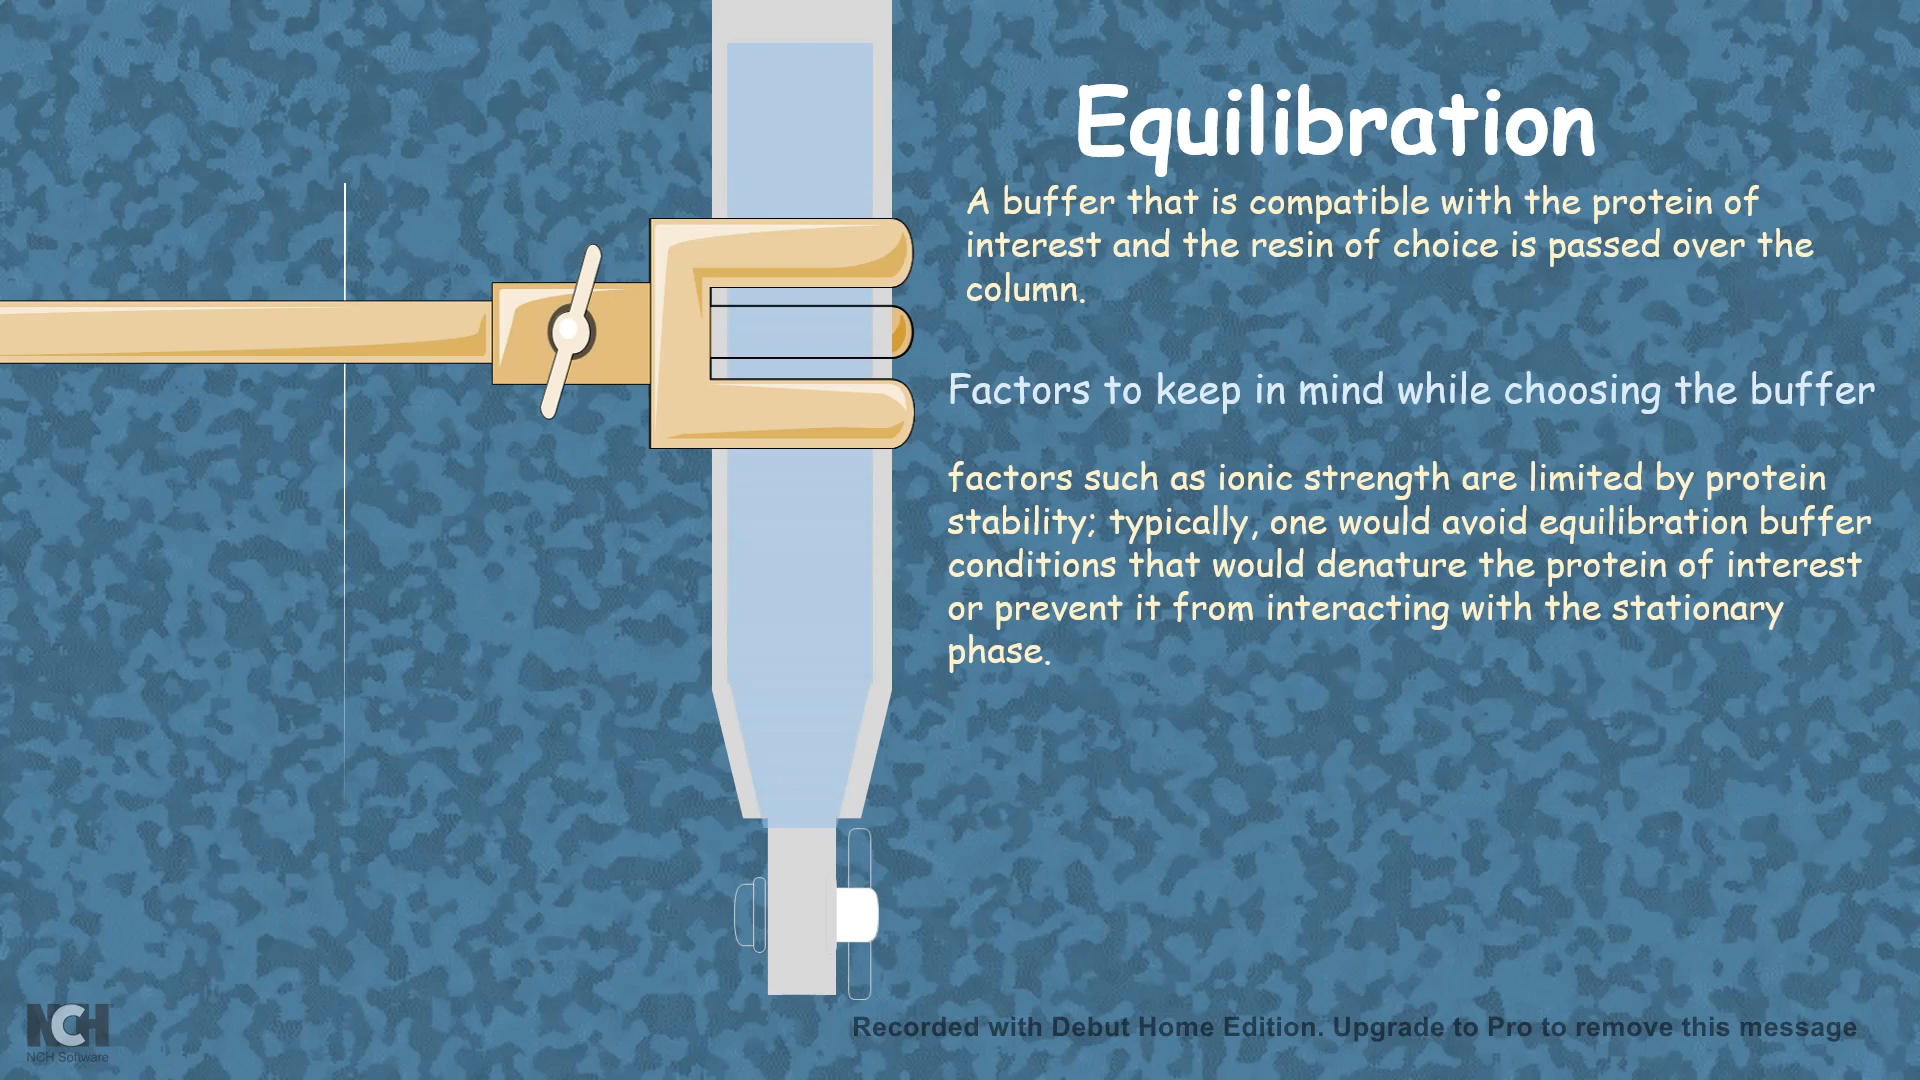 Equilibration
A buffer that is compatible with the protein of
interest and the resin of choice is passed over the
column.
Factors to keep in mind while choosing the buffer
factors such as ionic strength are limited by protein
stability; typically, one would avoid equilibration buffer
conditions that would denature the protein of interest
or prevent it from interacting with the stationary
phase.
NCH
NCH Software
Recorded with Debut Home Edition. Upgrade to Pro to remove this message